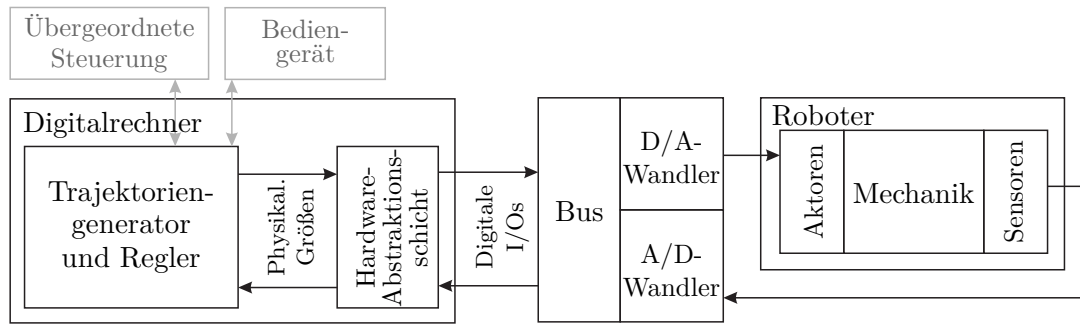 Übergeordnete
Steuerung
Bedien-
gerät
Digitalrechner
Trajektorien-
generator
und Regler
Physikal.
Größen
Hardware-
Abstraktions-
schicht
Digitale
I/Os
Bus
D/A-
Wandler
A/D-
Wandler
Roboter
Aktoren
Mechanik
Sensoren